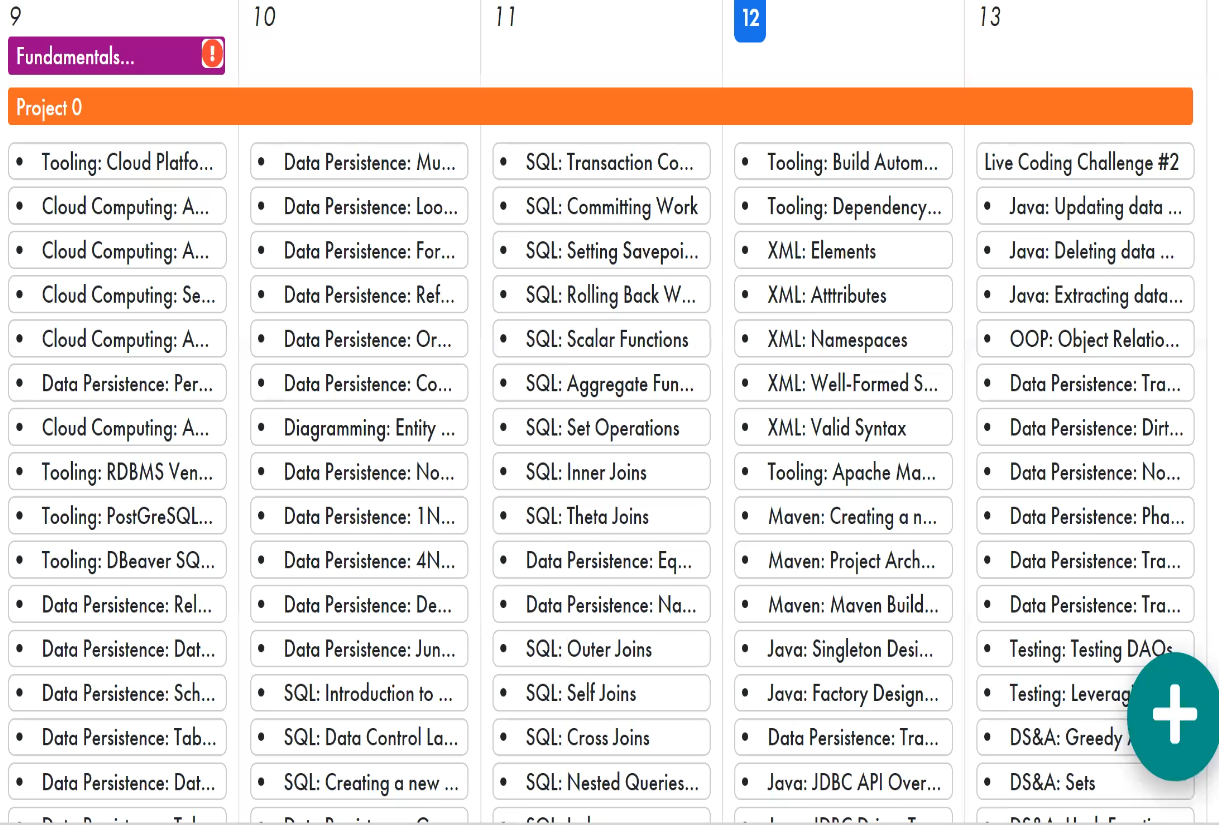 9
Fundamentals...
!
10
11
12
13
Project 0
• Tooling: Cloud Platfo...
• Cloud Computing: A...
• Cloud Computing: A...
• Cloud Computing: Se...
• Cloud Computing: A...
• Data Persistence: Per...
• Cloud Computing: A...
• Tooling: RDBMS Ven...
• Tooling: PostGreSQL...
• Tooling: DBeaver SQ...
• Data Persistence: Rel...
• Data Persistence: Dat...
• Data Persistence: Sch...
• Data Persistence: Tab...
• Data Persistence: Dat...
• Data Persistence: Mu...
• Data Persistence: Loo...
• Data Persistence: For...
• Data Persistence: Ref...
• Data Persistence: Or...
• Data Persistence: Co...
• Diagramming: Entity ...
• Data Persistence: No...
• Data Persistence: 1N...
• Data Persistence: 4N...
• Data Persistence: De...
• Data Persistence: Jun...
• SQL: Introduction to ...
• SQL: Data Control La...
• SQL: Creating a new ...
• SQL: Transaction Co...
• SQL: Committing Work
• SQL: Setting Savepoi...
• SQL: Rolling Back W...
• SQL: Scalar Functions
• SQL: Aggregate Fun...
• SQL: Set Operations
• SQL: Inner Joins
• SQL: Theta Joins
• Data Persistence: Eq...
• Data Persistence: Na...
• SQL: Outer Joins
• SQL: Self Joins
• SQL: Cross Joins
• SQL: Nested Queries...
• Tooling: Build Autom...
• Tooling: Dependency...
• XML: Elements
• XML: Atttributes
• XML: Namespaces
• XML: Well-Formed S...
• XML: Valid Syntax
• Tooling: Apache Ma...
• Maven: Creating a n...
• Maven: Project Arch...
• Maven: Maven Build...
• Java: Singleton Desi...
• Java: Factory Design...
• Data Persistence: Tra...
• Java: JDBC API Over...
Live Coding Challenge #2
• Java: Updating data ...
• Java: Deleting data ...
• Java: Extracting data...
• OOP: Object Relatio...
• Data Persistence: Tra...
• Data Persistence: Dirt...
• Data Persistence: No...
• Data Persistence: Pha...
• Data Persistence: Tra...
• Data Persistence: Tra...
• Testing: Testing DAOs
• Testing: Leverag
• DS&A: Greedy
• DS&A: Sets